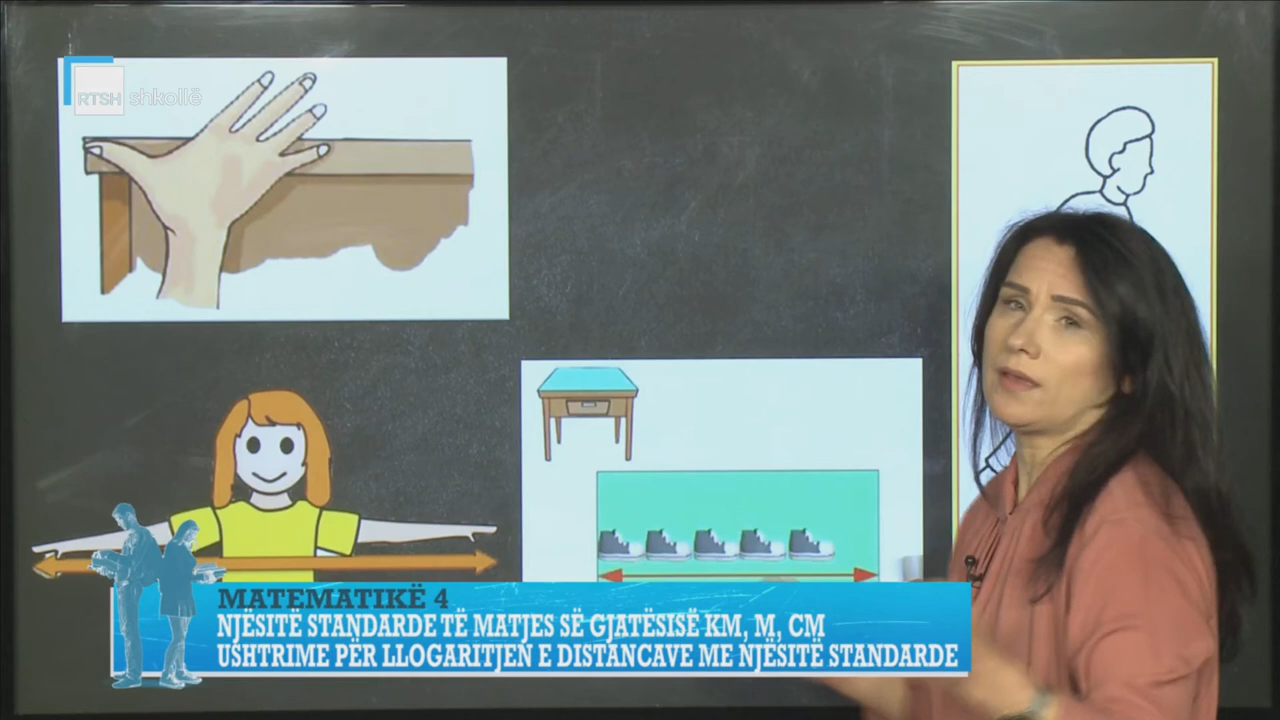 RTSH shkollë
MATEMATIKË 4
NJËSITË STANDARDE TË MATJES SË GJATËSISË KM, M, CM
USHTRIME PËR LLOGARITJEN E DISTANCAVE ME NJËSITË STANDARDE